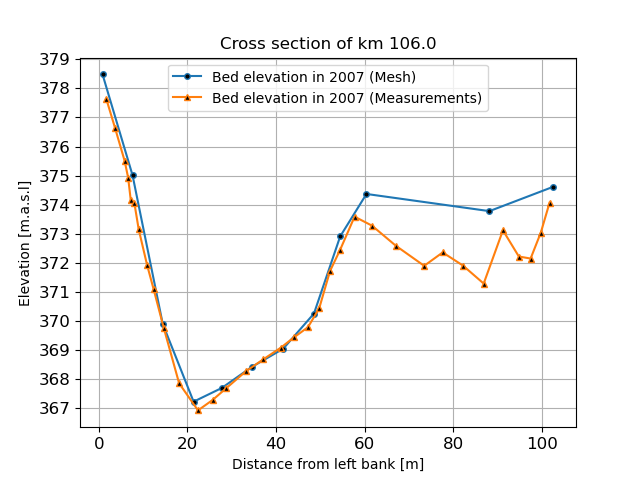 Cross section of km 106.0
Bed elevation in 2007 (Mesh)
Bed elevation in 2007 (Measurements)
Elevation [m.a.s.l]
379
378
377
376
375
374
373
372
371
370
369
368
367
0 20 40 60 80 100
Distance from left bank [m]